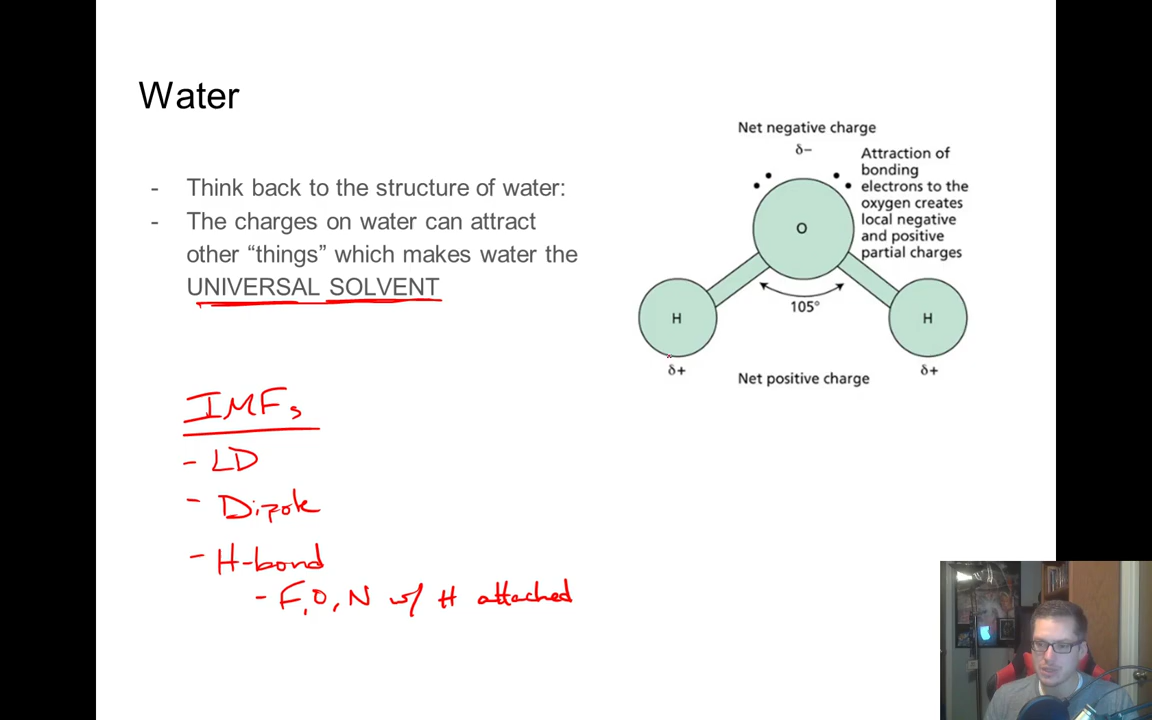 Water
- Think back to the structure of water:
- The charges on water can attract
other “things” which makes water the
UNIVERSAL SOLVENT
IMFs
- LD
- Dipole
- H-bond
- F, O, N w/ H attached
Net negative charge
δ−
Attraction of
bonding
electrons to the
oxygen creates
local negative
and positive
partial charges
O
105°
H
H
δ+
δ+
Net positive charge